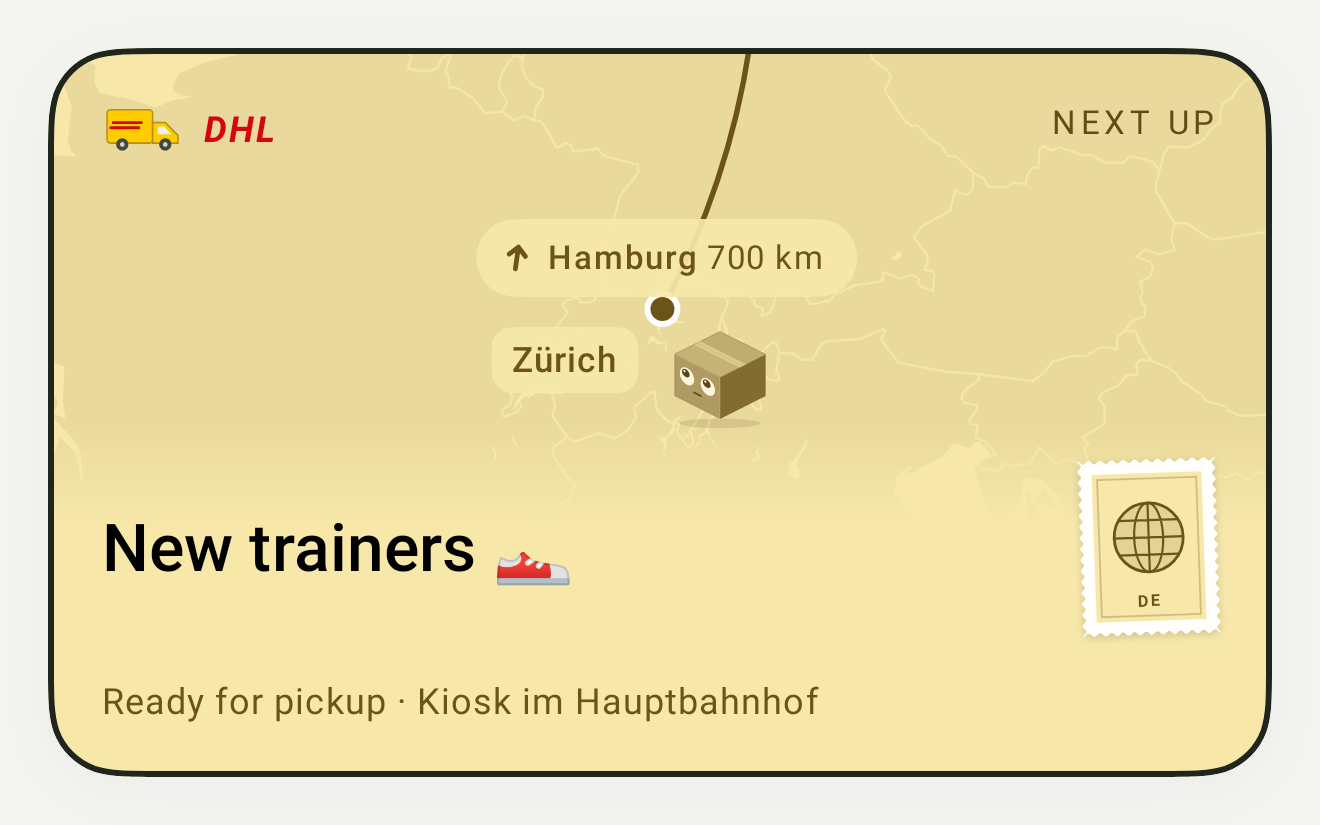 DHL
NEXT UP
Hamburg 700 km
Zürich
New trainers
DE
Ready for pickup · Kiosk im Hauptbahnhof